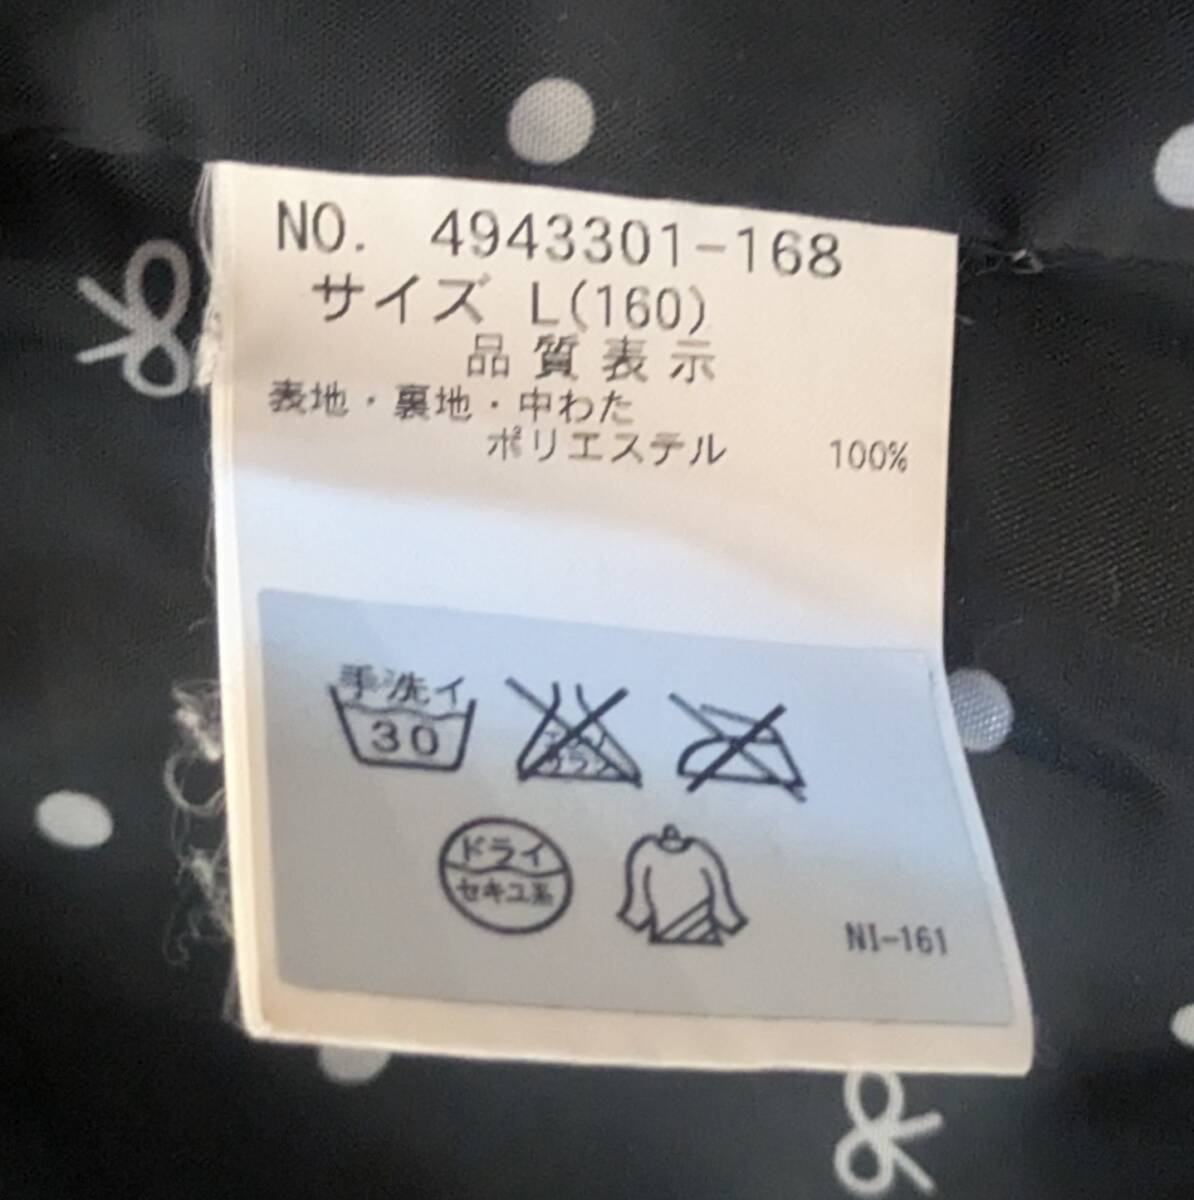 NO. 4943301-168
サイズ L(160)
品質表示
表地・裏地・中わた
ポリエステル 100%
手洗イ
30
ドライ
セキユ系
NI-161